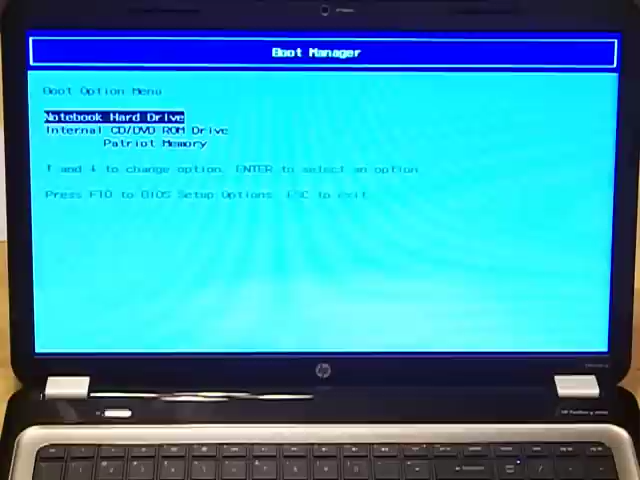 Boot Manager
Boot Option Menu
Notebook Hard Drive
Internal CD/DVD ROM Drive
Patriot Memory
↑ and ↓ to change option, ENTER to select an option
Press F10 to BIOS Setup Options, ESC to exit
hp